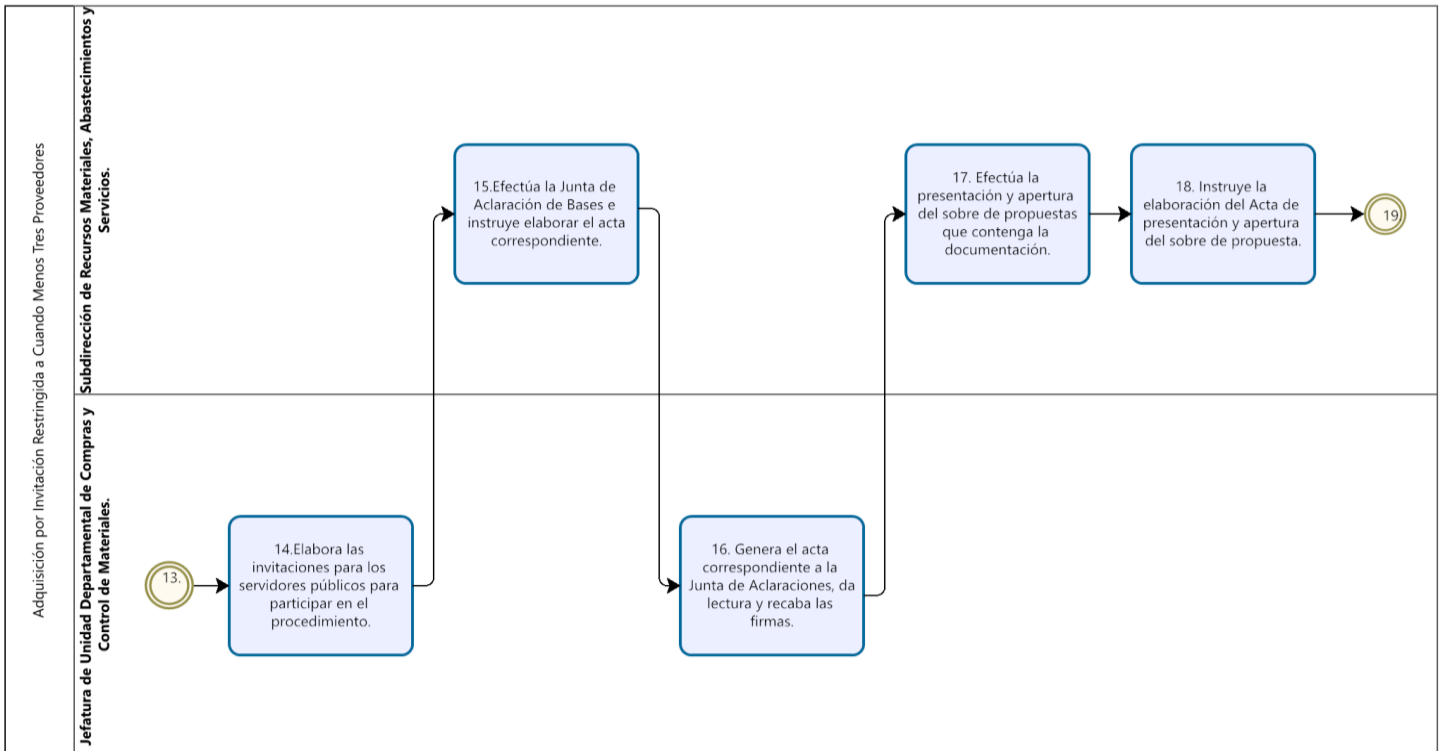 Adquisición por Invitación Restringida a Cuando Menos Tres Proveedores
Subdirección de Recursos Materiales, Abastecimientos y
Servicios.
15.Efectúa la Junta de
Aclaración de Bases e
instruye elaborar el acta
correspondiente.
17. Efectúa la
presentación y apertura
del sobre de propuestas
que contenga la
documentación.
18. Instruye la
elaboración del Acta de
presentación y apertura
del sobre de propuesta.
19
Jefatura de Unidad Departamental de Compras y
Control de Materiales.
13.
14.Elabora las
invitaciones para los
servidores públicos para
participar en el
procedimiento.
16. Genera el acta
correspondiente a la
Junta de Aclaraciones, da
lectura y recaba las
firmas.